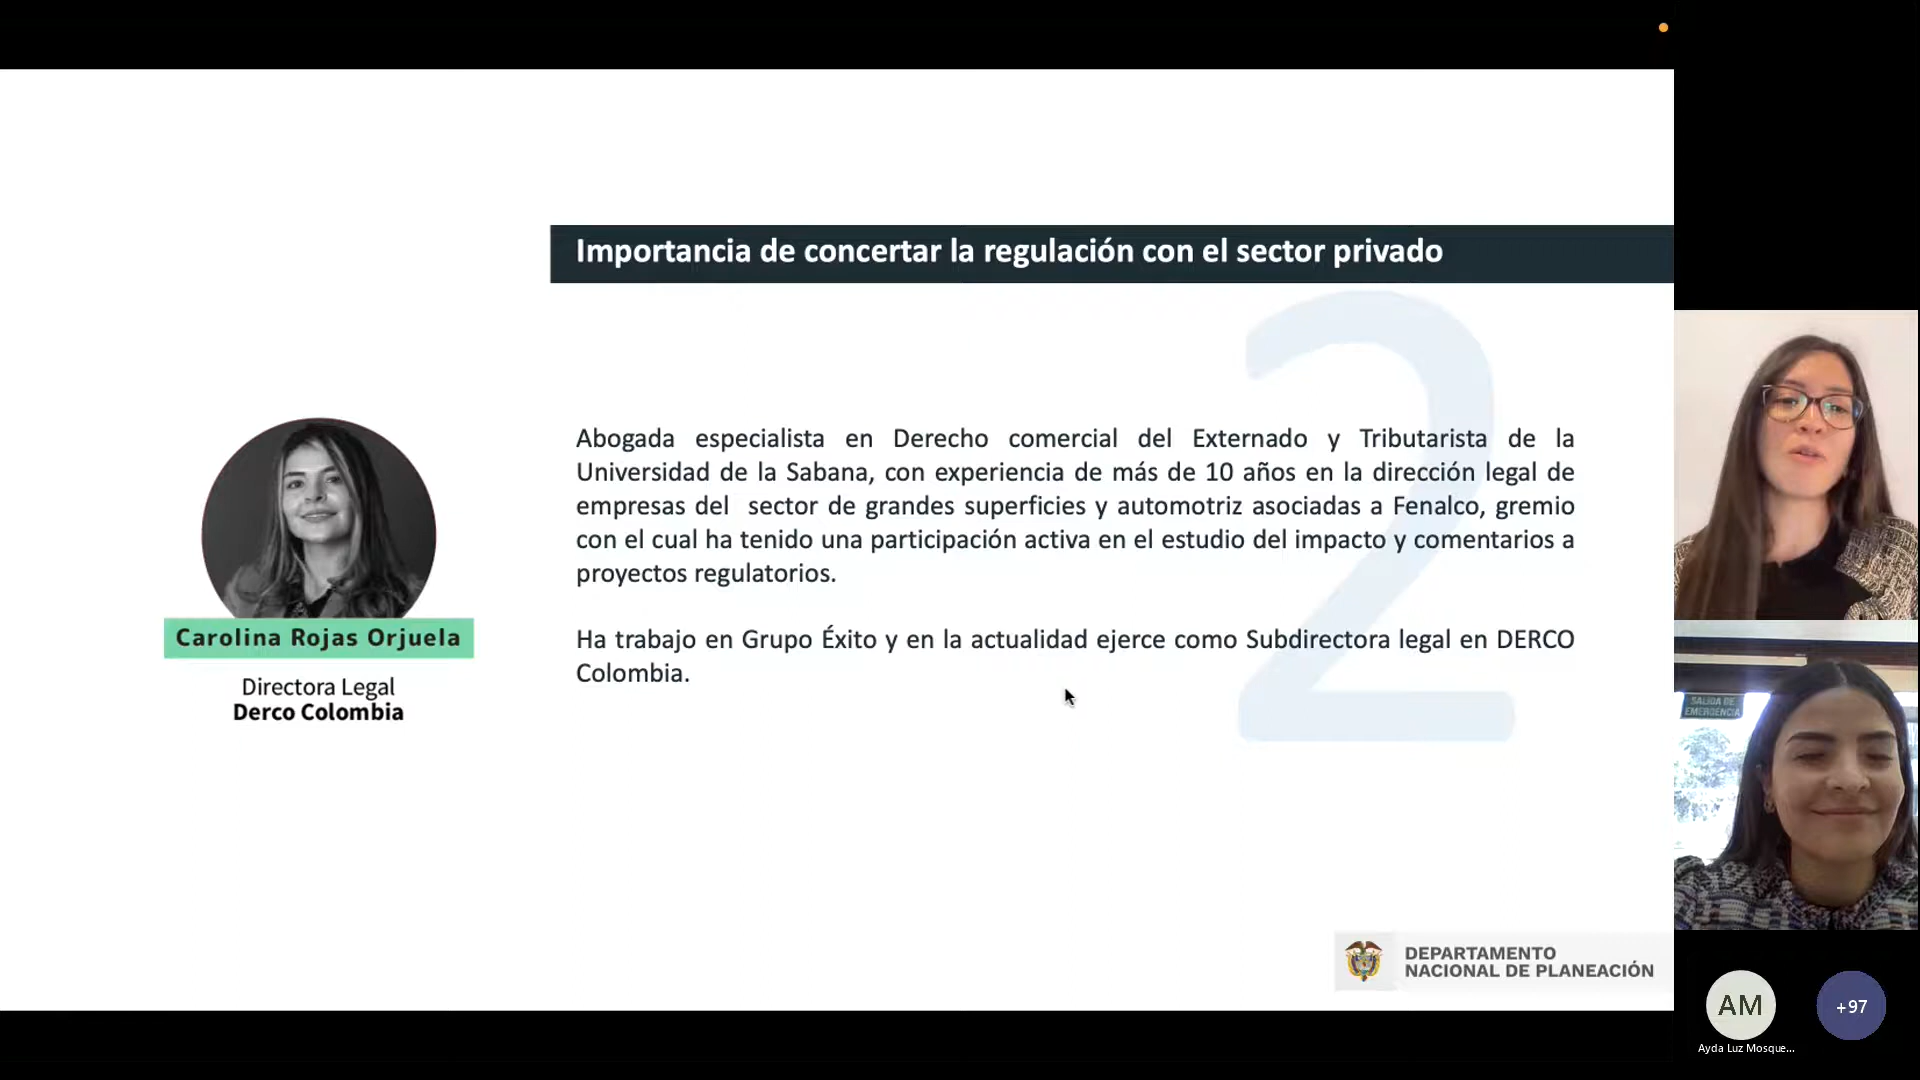 Importancia de concertar la regulación con el sector privado
2
Abogada especialista en Derecho comercial del Externado y Tributarista de la
Universidad de la Sabana, con experiencia de más de 10 años en la dirección legal de
empresas del sector de grandes superficies y automotriz asociadas a Fenalco, gremio
con el cual ha tenido una participación activa en el estudio del impacto y comentarios a
proyectos regulatorios.
Ha trabajo en Grupo Éxito y en la actualidad ejerce como Subdirectora legal en DERCO
Colombia.
Carolina Rojas Orjuela
Directora Legal
Derco Colombia
DEPARTAMENTO
NACIONAL DE PLANEACIÓN
SALIDA DE
EMERGENCIA
AM
Ayda Luz Mosque...
+97